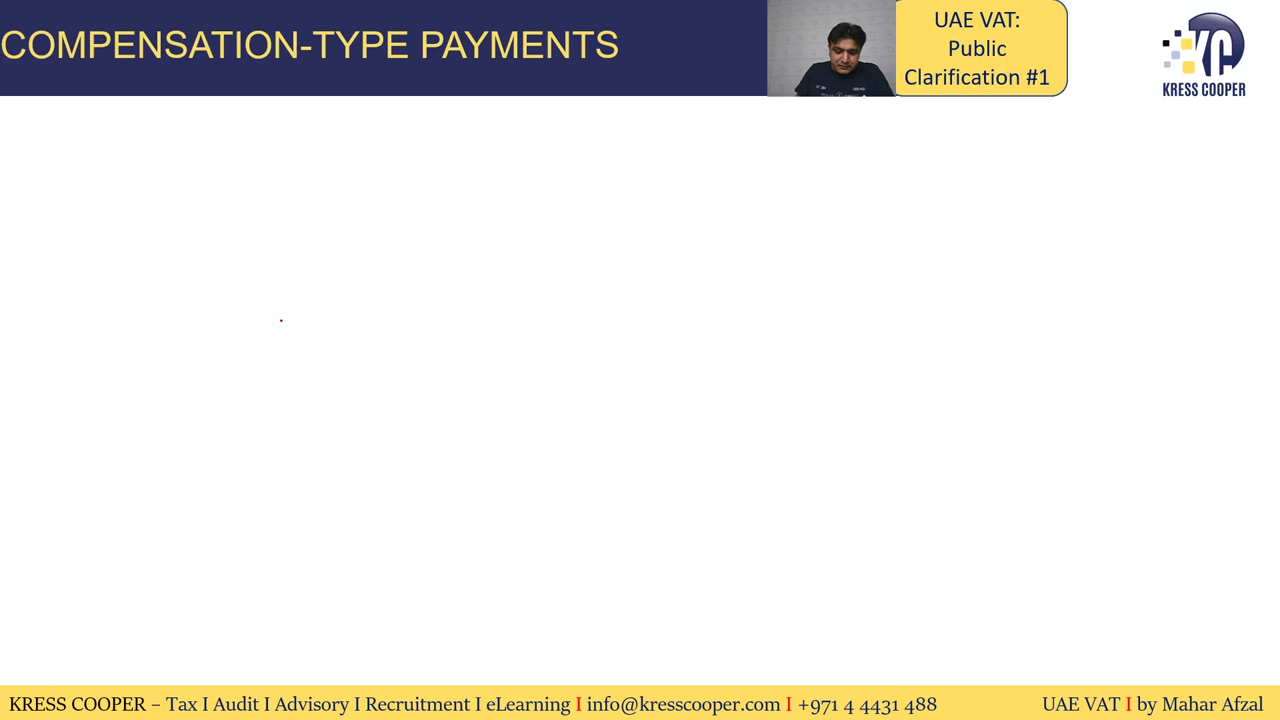 COMPENSATION-TYPE PAYMENTS
UAE VAT:
Public
Clarification #1
KC
KRESS COOPER
KRESS COOPER – Tax I Audit I Advisory I Recruitment I eLearning I info@kresscooper.com I +971 4 4431 488
UAE VAT I by Mahar Afzal